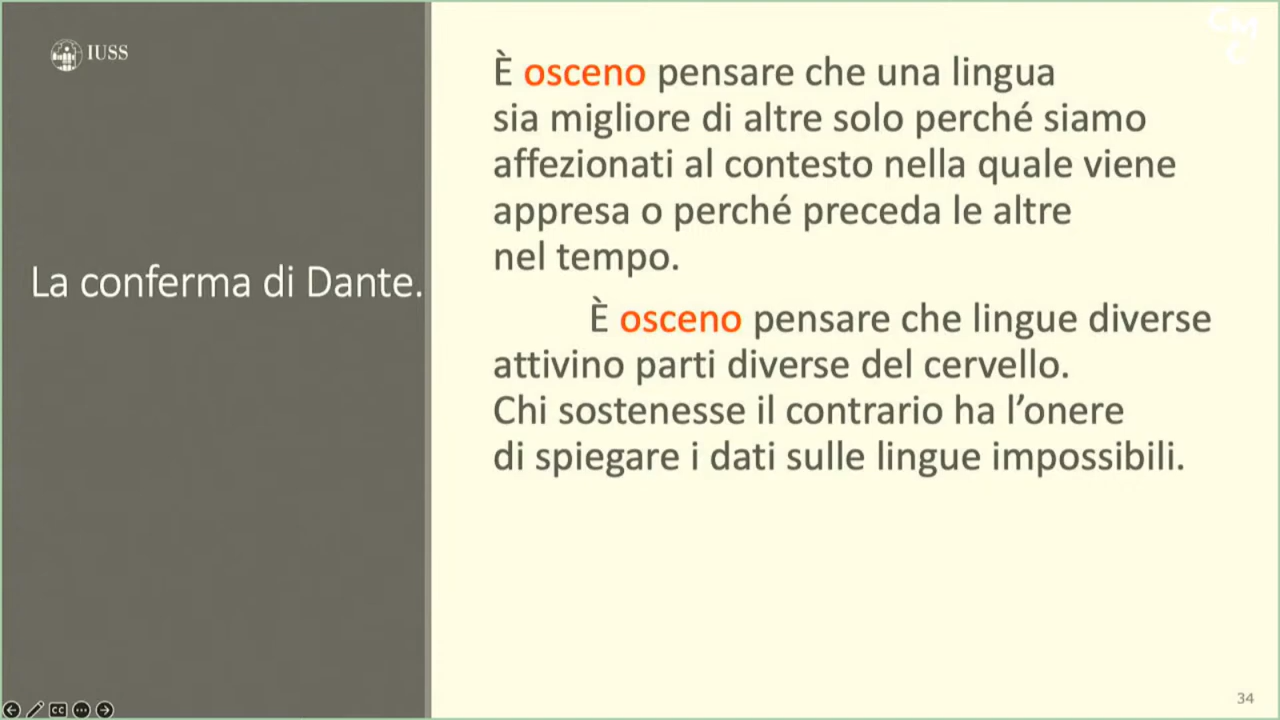 IUSS
CM
C
La conferma di Dante.
È osceno pensare che una lingua
sia migliore di altre solo perché siamo
affezionati al contesto nella quale viene
appresa o perché preceda le altre
nel tempo.
È osceno pensare che lingue diverse
attivino parti diverse del cervello.
Chi sostenesse il contrario ha l’onere
di spiegare i dati sulle lingue impossibili.
CC
34